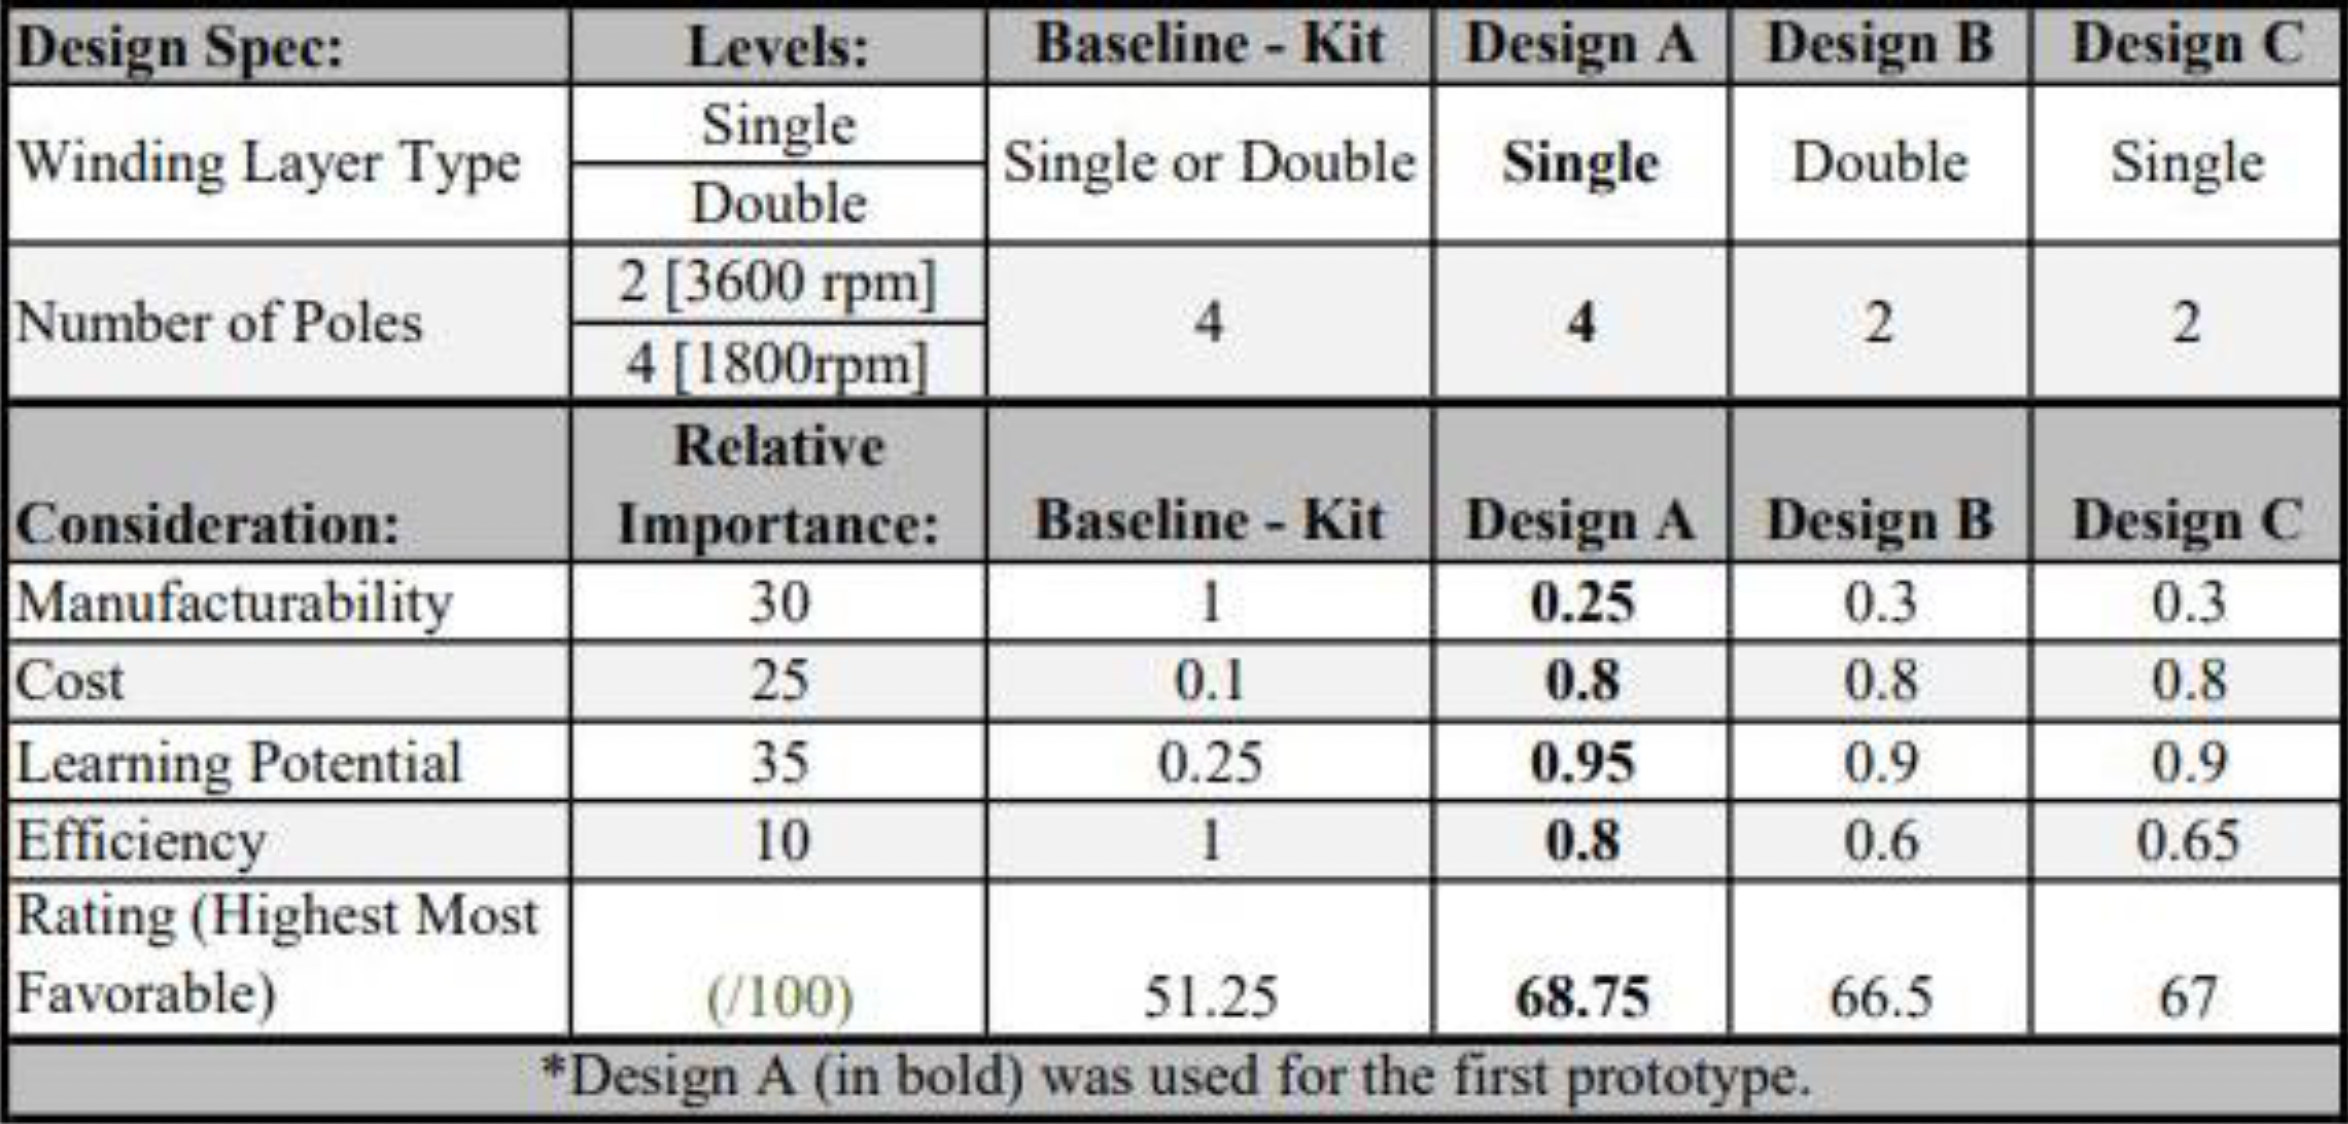 Design Spec: Levels: Baseline - Kit Design A Design B Design C
Winding Layer Type Single Single or Double Single Double Single
Double
Number of Poles 2 [3600 rpm] 4 4 2 2
4 [1800rpm]
Consideration: Relative Importance: Baseline - Kit Design A Design B Design C
Manufacturability 30 1 0.25 0.3 0.3
Cost 25 0.1 0.8 0.8 0.8
Learning Potential 35 0.25 0.95 0.9 0.9
Efficiency 10 1 0.8 0.6 0.65
Rating (Highest Most Favorable) (/100) 51.25 68.75 66.5 67
*Design A (in bold) was used for the first prototype.